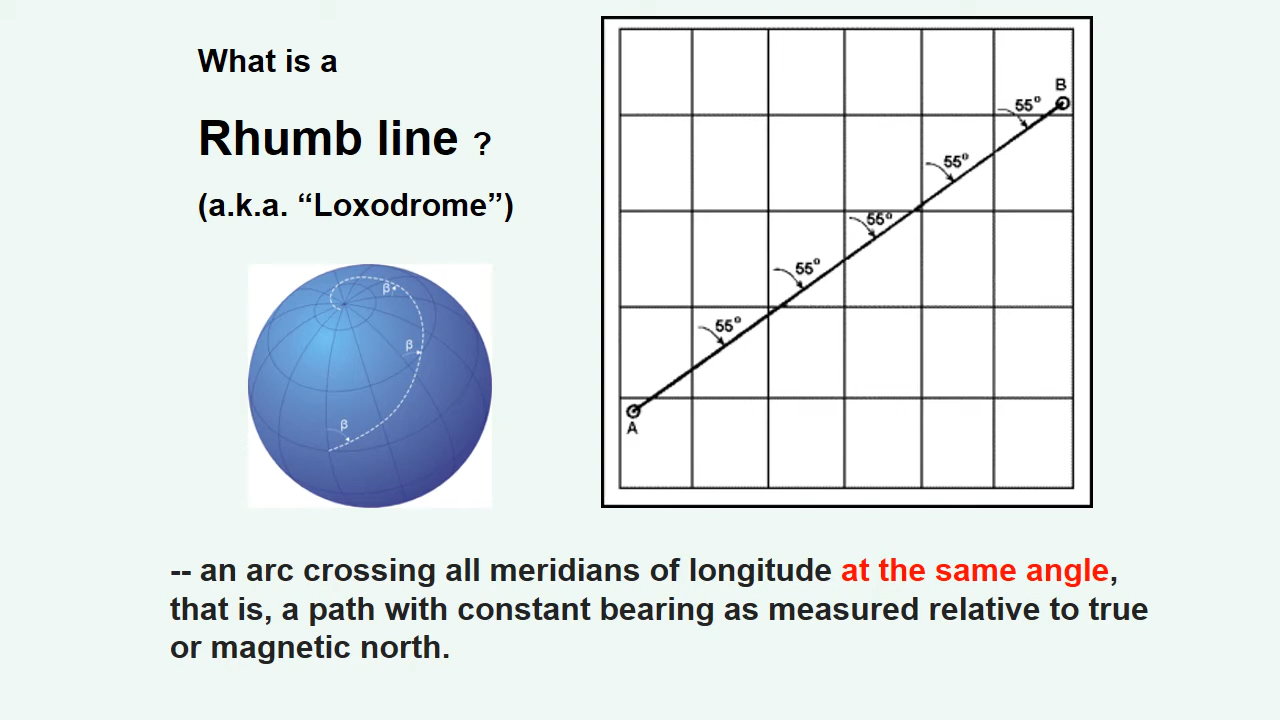 What is a
Rhumb line ?
(a.k.a. “Loxodrome”)
β
β
β
B
55°
55°
55°
55°
55°
A
-- an arc crossing all meridians of longitude at the same angle,
that is, a path with constant bearing as measured relative to true
or magnetic north.